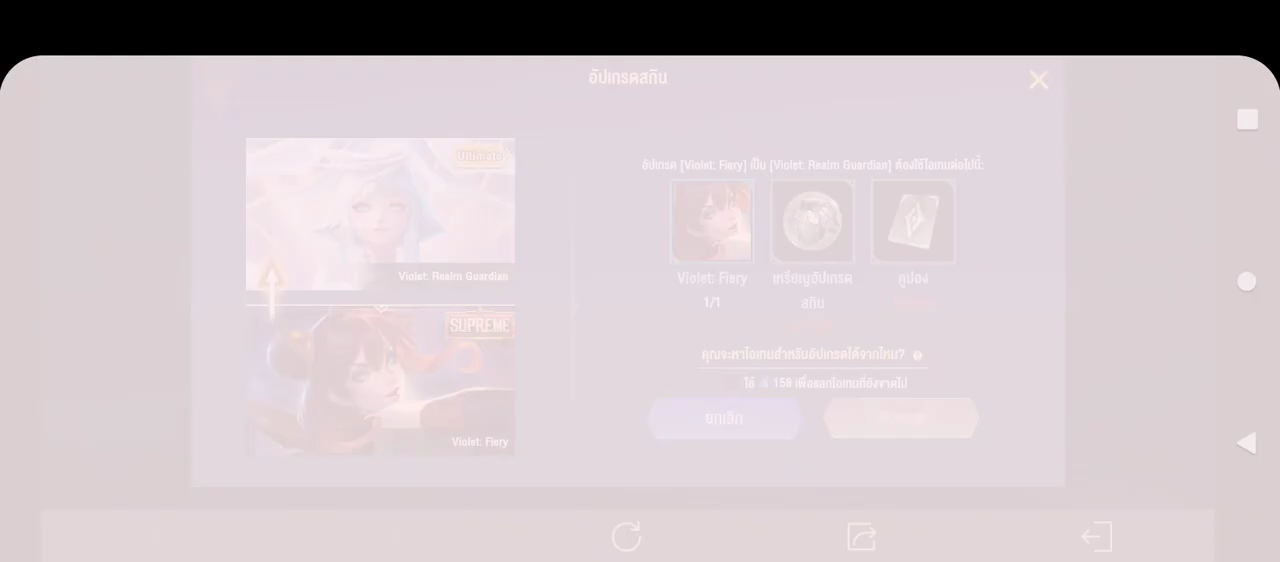 อัปเกรดสกิน
Ultimate
Violet: Realm Guardian
SUPREME
Violet: Fiery
อัปเกรด [Violet: Fiery] เป็น [Violet: Realm Guardian] ต้องใช้ไอเทมต่อไปนี้:
Violet: Fiery
1/1
เหรียญอัปเกรด
สกิน
คูปอง
คุณจะหาไอเทมสำหรับอัปเกรดได้จากไหน?
ใช้ 158 เพื่อแลกไอเทมที่ยังขาดไป
ยกเลิก